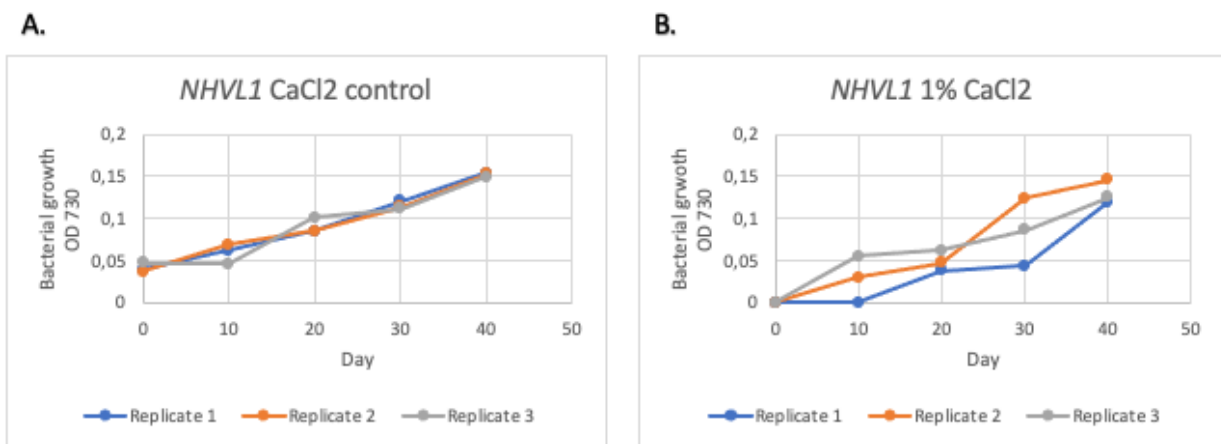 A.
NHVL1 CaCl2 control
Bacterial growth
OD 730
0,2
0,15
0,1
0,05
0
0 10 20 30 40 50
Day
Replicate 1 Replicate 2 Replicate 3
B.
NHVL1 1% CaCl2
Bacterial grwoth
OD 730
0,2
0,15
0,1
0,05
0
0 10 20 30 40 50
Day
Replicate 1 Replicate 2 Replicate 3